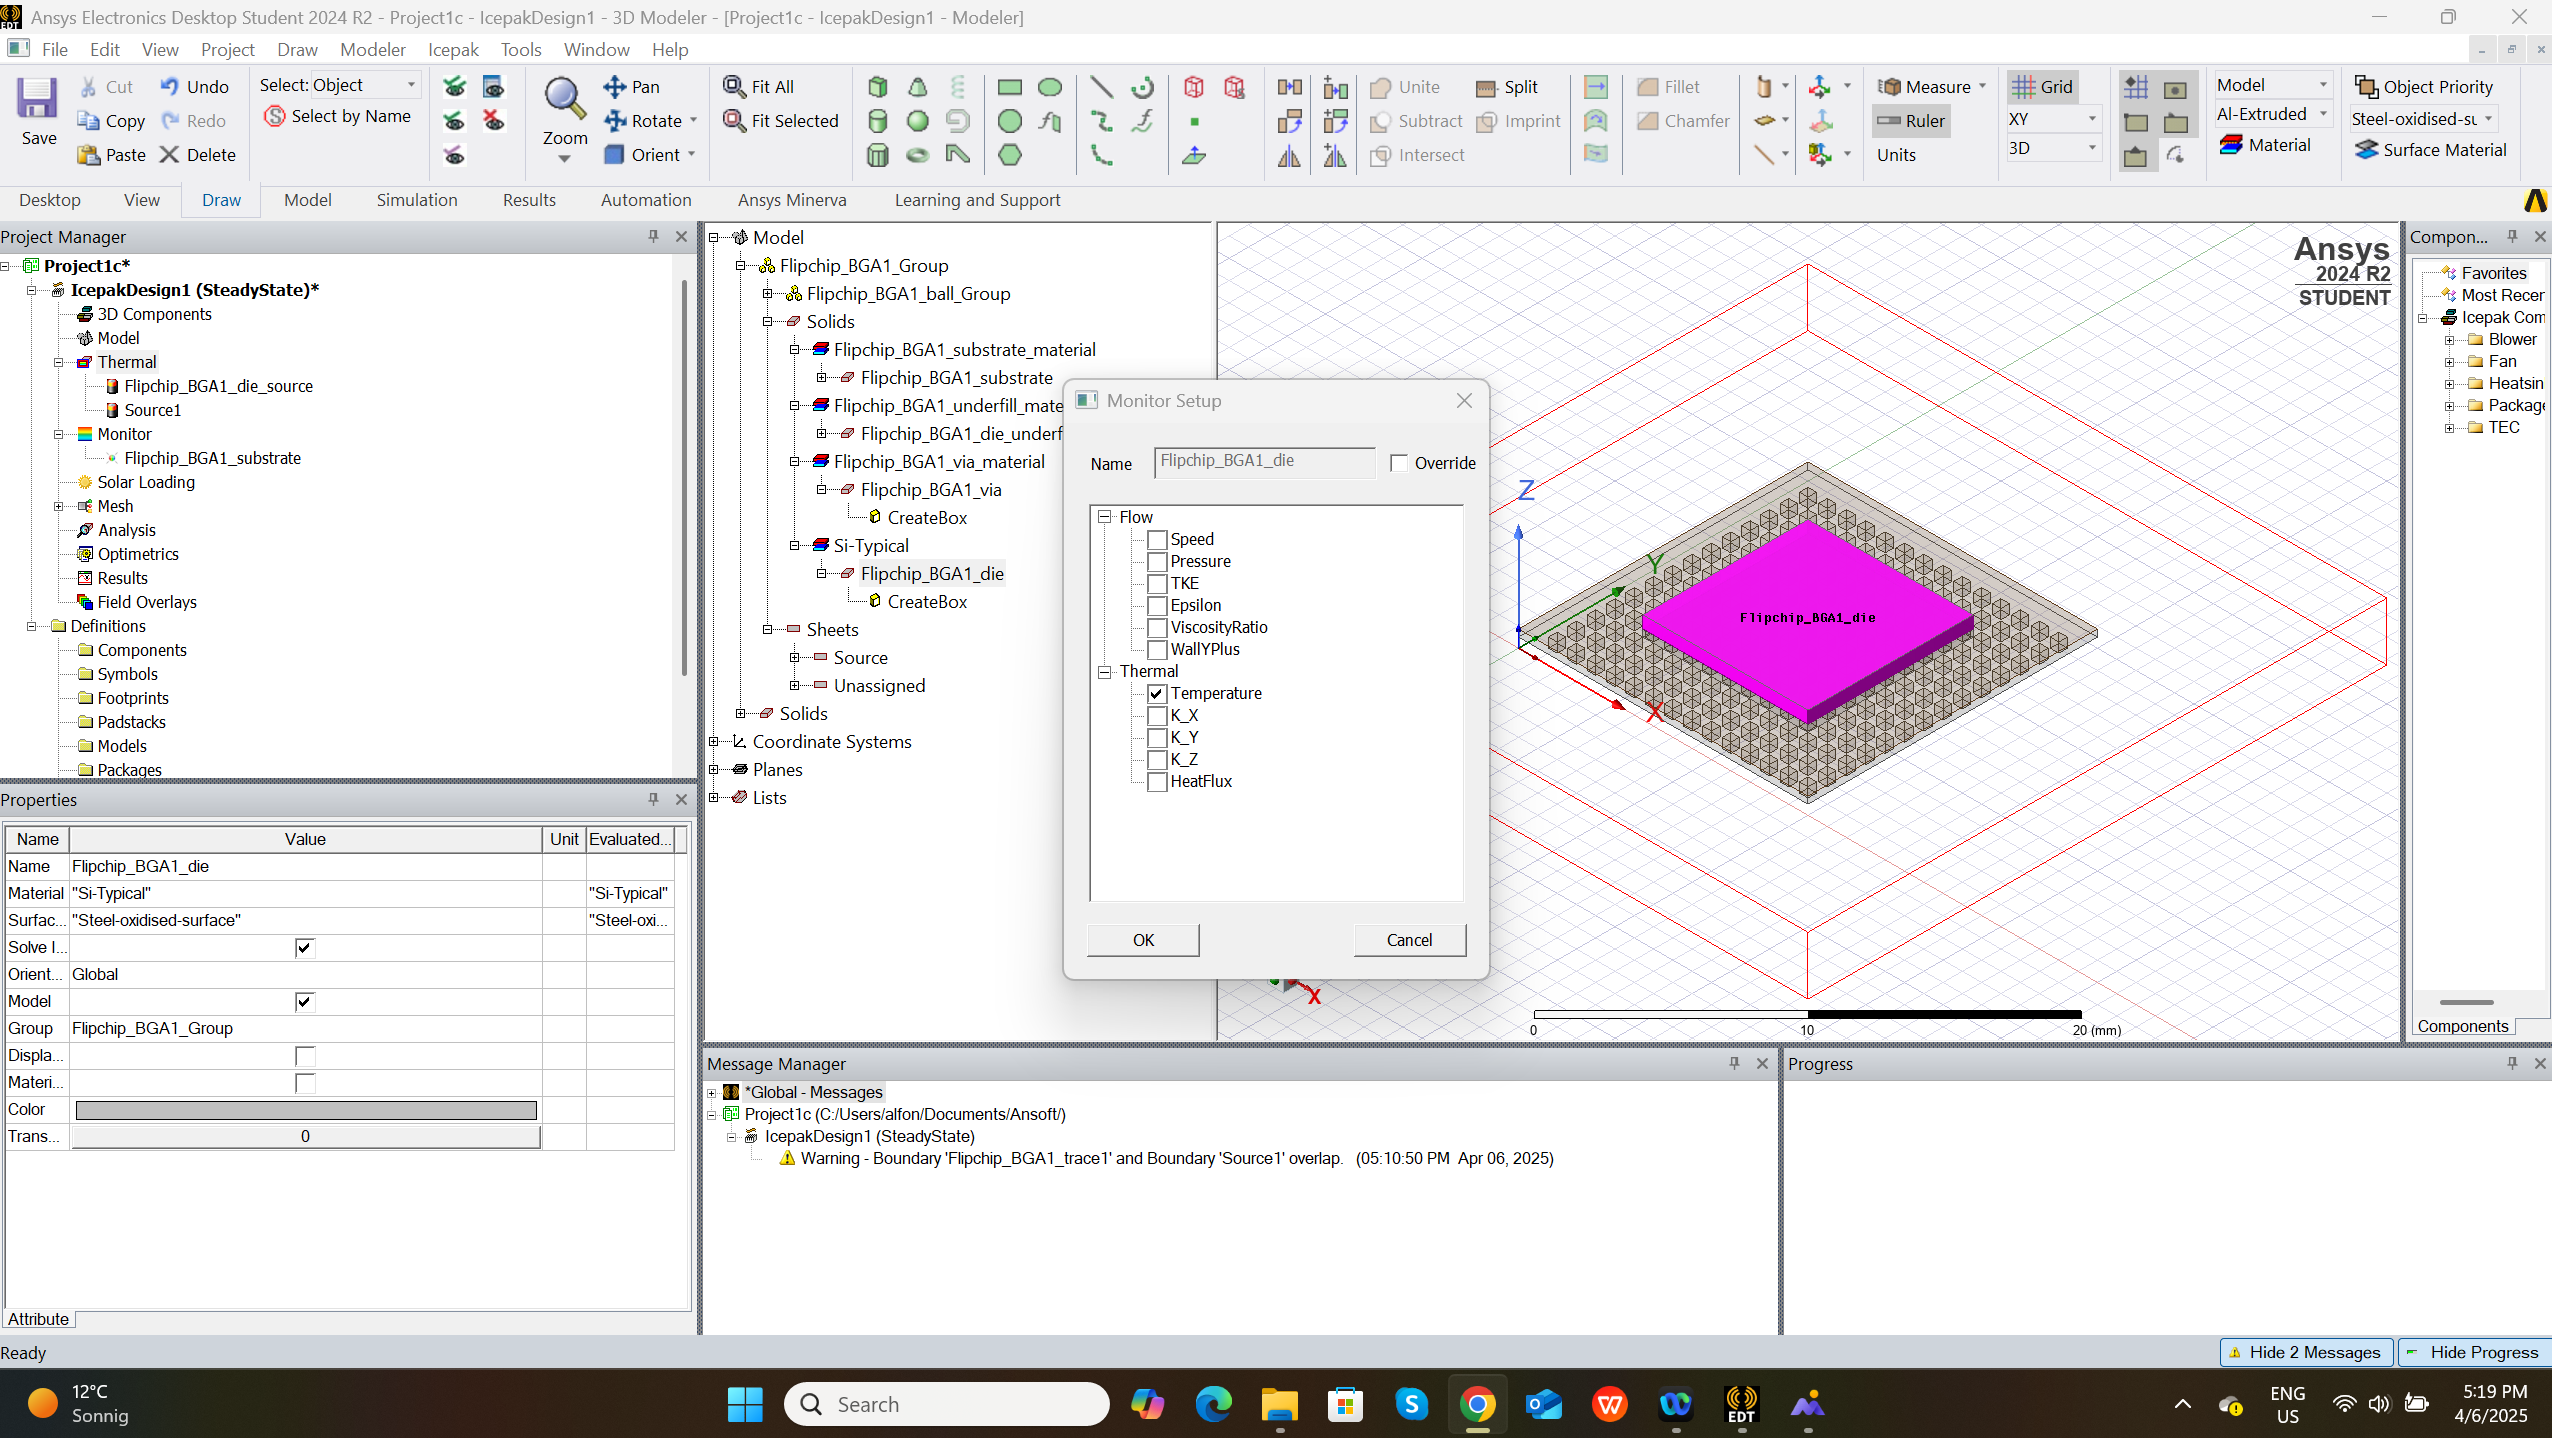 Ansys Electronics Desktop Student 2024 R2 - Project1c - IcepakDesign1 - 3D Modeler - [Project1c - IcepakDesign1 - Modeler]
File Edit View Project Draw Modeler Icepak Tools Window Help
Save
Cut
Copy
Paste
Undo
Redo
Delete
Select: Object
Select by Name
Zoom
Pan
Rotate
Orient
Fit All
Fit Selected
Unite
Subtract
Intersect
Split
Imprint
Fillet
Chamfer
Measure
Ruler
Units
Grid
XY
3D
Model
Al-Extruded
Material
Object Priority
Steel-oxidised-su
Surface Material
Desktop View Draw Model Simulation Results Automation Ansys Minerva Learning and Support
Project Manager
Project1c*
IcepakDesign1 (SteadyState)*
3D Components
Model
Thermal
Flipchip_BGA1_die_source
Source1
Monitor
Flipchip_BGA1_substrate
Solar Loading
Mesh
Analysis
Optimetrics
Results
Field Overlays
Definitions
Components
Symbols
Footprints
Padstacks
Models
Packages
Properties
Name Value Unit Evaluated...
Name Flipchip_BGA1_die
Material "Si-Typical" "Si-Typical"
Surfac... "Steel-oxidised-surface" "Steel-oxi...
Solve I...
Orient... Global
Model
Group Flipchip_BGA1_Group
Displa...
Materi...
Color
Trans... 0
Attribute
Model
Flipchip_BGA1_Group
Flipchip_BGA1_ball_Group
Solids
Flipchip_BGA1_substrate_material
Flipchip_BGA1_substrate
Flipchip_BGA1_underfill_mate
Flipchip_BGA1_die_underf
Flipchip_BGA1_via_material
Flipchip_BGA1_via
CreateBox
Si-Typical
Flipchip_BGA1_die
CreateBox
Sheets
Source
Unassigned
Solids
Coordinate Systems
Planes
Lists
Monitor Setup
Name Flipchip_BGA1_die Override
Flow
Speed
Pressure
TKE
Epsilon
ViscosityRatio
WallYPlus
Thermal
Temperature
K_X
K_Y
K_Z
HeatFlux
OK Cancel
Ansys
2024 R2
STUDENT
Z
Y
X
Flipchip_BGA1_die
X
0 10 20 (mm)
Compon...
Favorites
Most Recer
Icepak Com
Blower
Fan
Heatsin
Package
TEC
Components
Message Manager
*Global - Messages
Project1c (C:/Users/alfon/Documents/Ansoft/)
IcepakDesign1 (SteadyState)
Warning - Boundary 'Flipchip_BGA1_trace1' and Boundary 'Source1' overlap. (05:10:50 PM Apr 06, 2025)
Progress
Ready
Hide 2 Messages
Hide Progress
12°C
Sonnig
Search
EDT
ENG
US
5:19 PM
4/6/2025